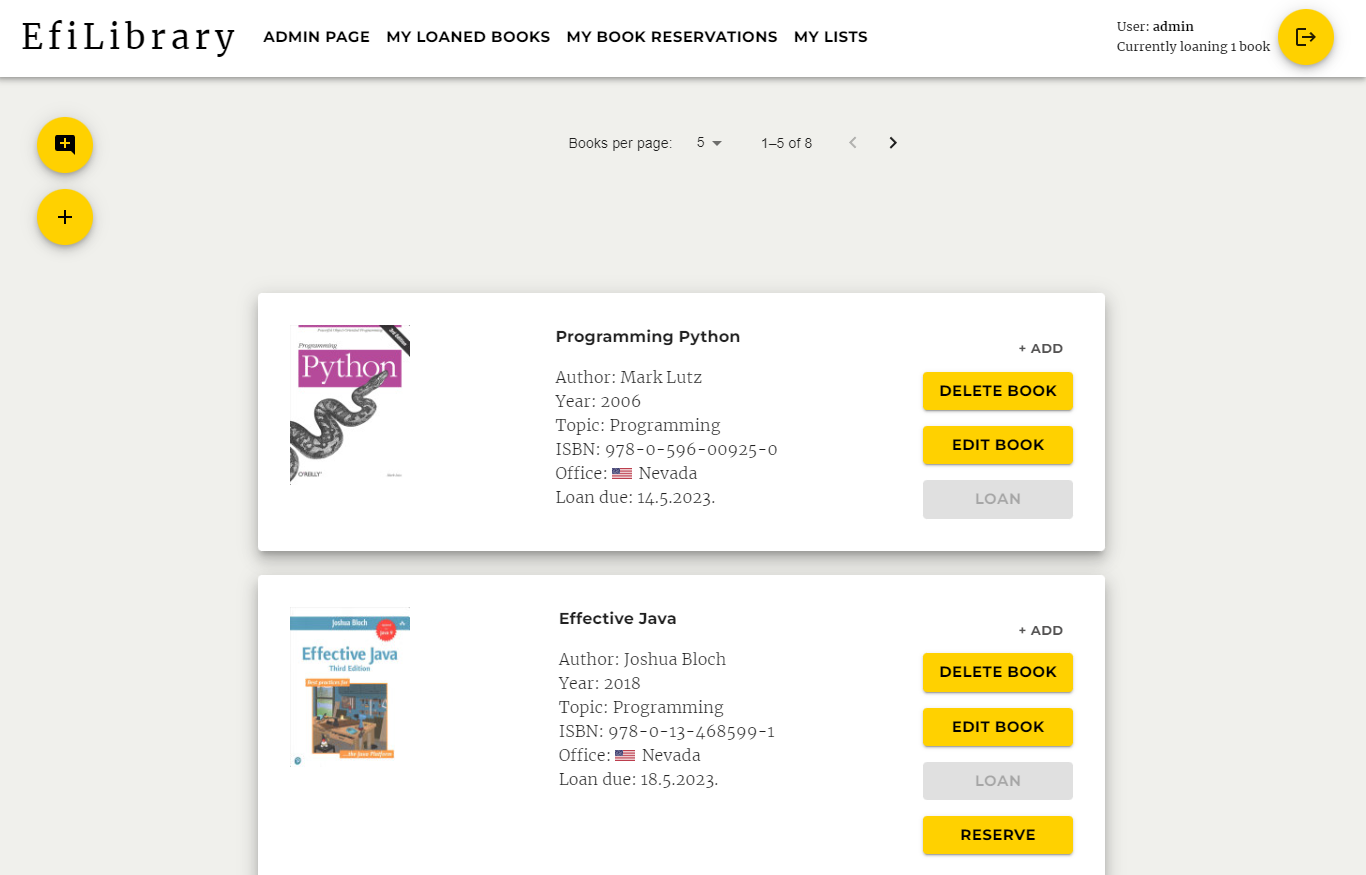 EfiLibrary
ADMIN PAGE
MY LOANED BOOKS
MY BOOK RESERVATIONS
MY LISTS
User: admin
Currently loaning 1 book
Books per page:
5
1–5 of 8
Programming
Python
O'REILLY
Programming Python
Author: Mark Lutz
Year: 2006
Topic: Programming
ISBN: 978-0-596-00925-0
Office: Nevada
Loan due: 14.5.2023.
+ ADD
DELETE BOOK
EDIT BOOK
LOAN
Joshua Bloch
Effective Java
Third Edition
Best practices for
...the Java Platform
Effective Java
Author: Joshua Bloch
Year: 2018
Topic: Programming
ISBN: 978-0-13-468599-1
Office: Nevada
Loan due: 18.5.2023.
+ ADD
DELETE BOOK
EDIT BOOK
LOAN
RESERVE